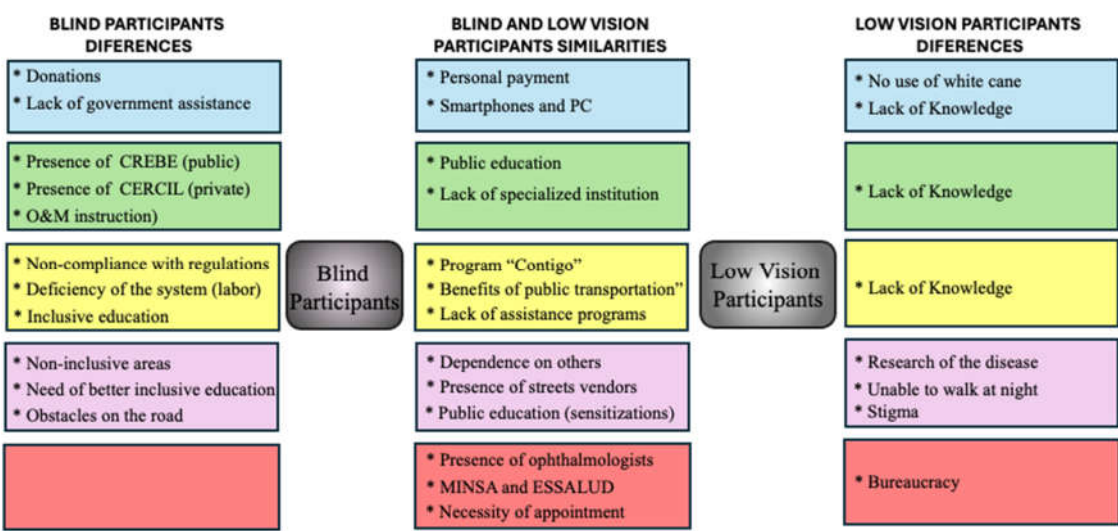 BLIND PARTICIPANTS
DIFERENCES
* Donations
* Lack of government assistance
* Presence of CREBE (public)
* Presence of CERCIL (private)
* O&M instruction)
* Non-compliance with regulations
* Deficiency of the system (labor)
* Inclusive education
* Non-inclusive areas
* Need of better inclusive education
* Obstacles on the road
Blind
Participants
BLIND AND LOW VISION
PARTICIPANTS SIMILARITIES
* Personal payment
* Smartphones and PC
* Public education
* Lack of specialized institution
* Program “Contigo”
* Benefits of public transportation”
* Lack of assistance programs
* Dependence on others
* Presence of streets vendors
* Public education (sensitizations)
* Presence of ophthalmologists
* MINSA and ESSALUD
* Necessity of appointment
Low Vision
Participants
LOW VISION PARTICIPANTS
DIFERENCES
* No use of white cane
* Lack of Knowledge
* Lack of Knowledge
* Lack of Knowledge
* Research of the disease
* Unable to walk at night
* Stigma
* Bureaucracy